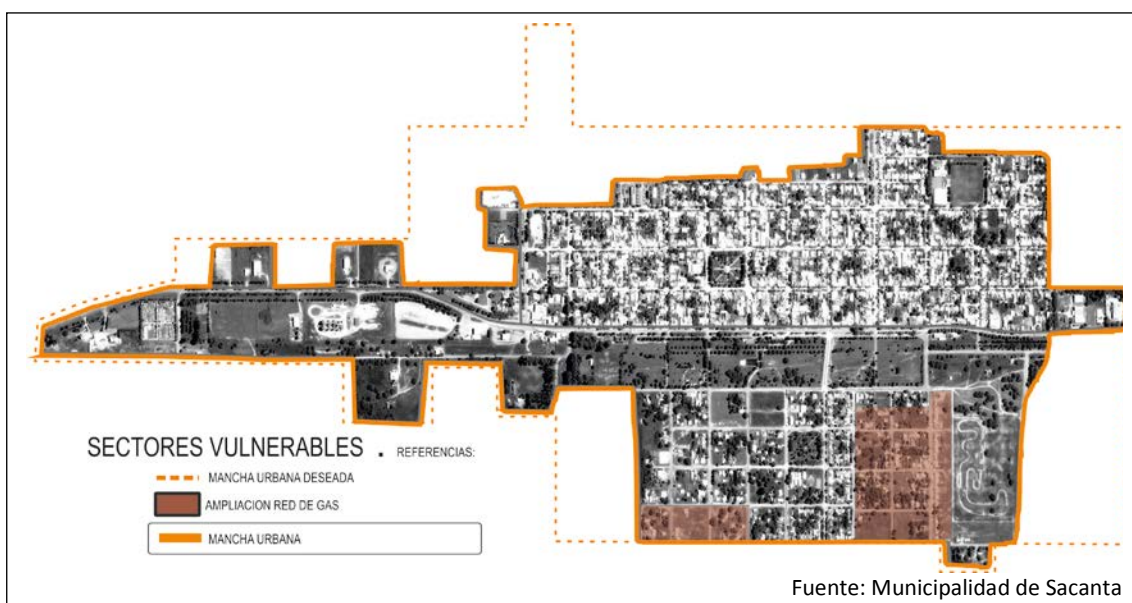 SECTORES VULNERABLES . REFERENCIAS:
MANCHA URBANA DESEADA
AMPLIACION RED DE GAS
MANCHA URBANA
Fuente: Municipalidad de Sacanta